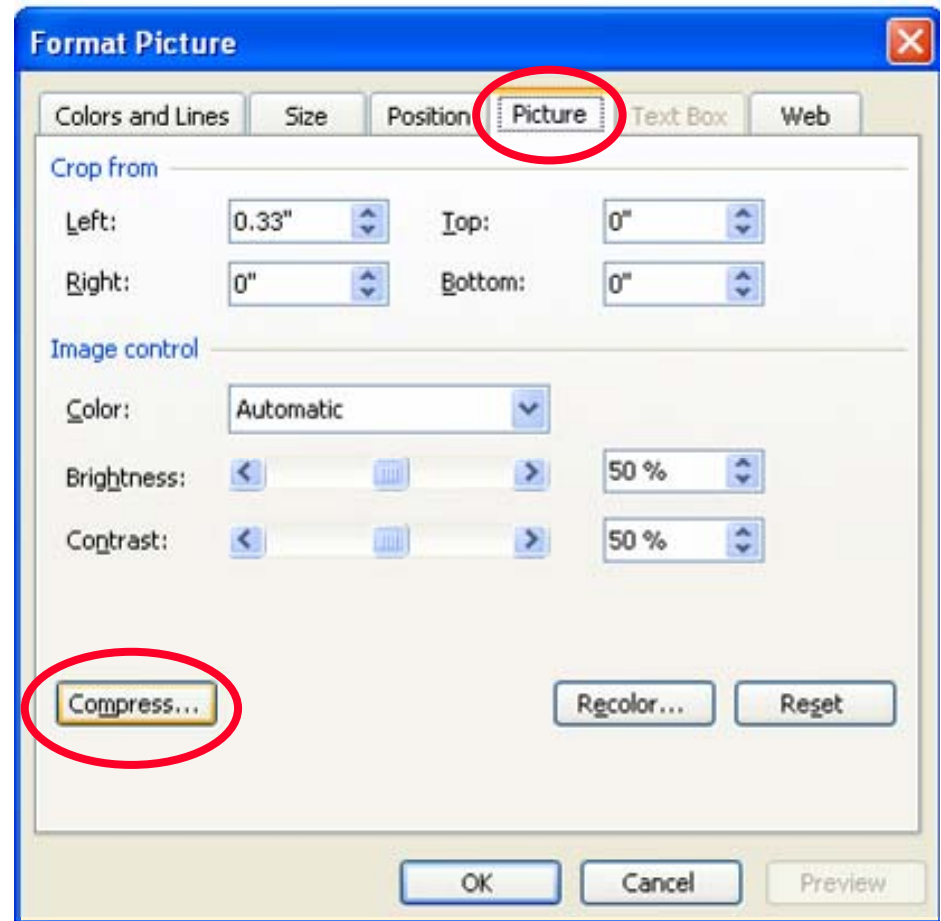 Format Picture
Colors and Lines Size Position Picture Text Box Web
Crop from
Left: 0.33" Top: 0"
Right: 0" Bottom: 0"
Image control
Color: Automatic
Brightness: 50 %
Contrast: 50 %
Compress... Recolor... Reset
OK Cancel Preview